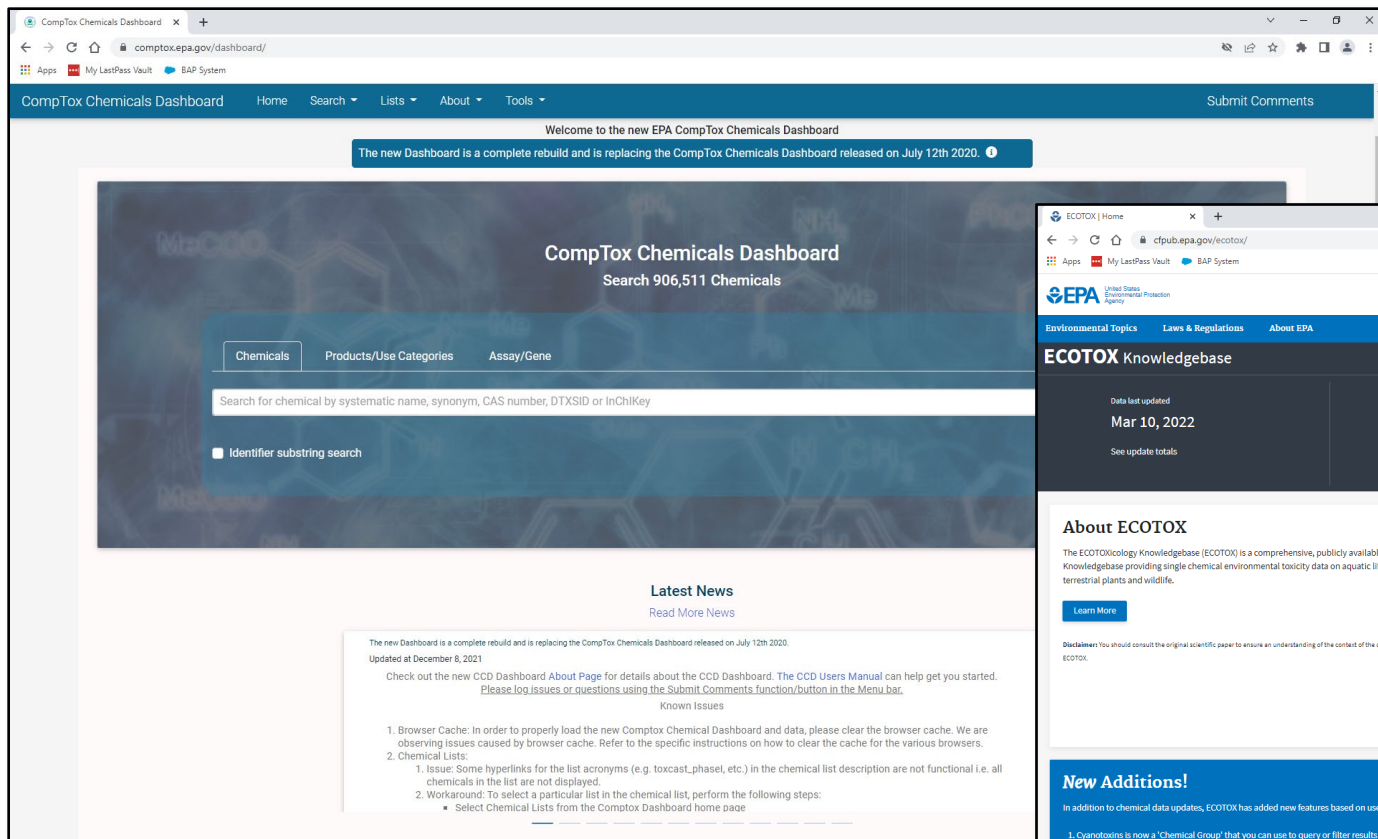 CompTox Chemicals Dashboard
comptox.epa.gov/dashboard/
Apps My LastPass Vault BAP System
CompTox Chemicals Dashboard Home Search Lists About Tools Submit Comments
Welcome to the new EPA CompTox Chemicals Dashboard
The new Dashboard is a complete rebuild and is replacing the CompTox Chemicals Dashboard released on July 12th 2020.
CompTox Chemicals Dashboard
Search 906,511 Chemicals
Chemicals Products/Use Categories Assay/Gene
Search for chemical by systematic name, synonym, CAS number, DTXSID or InChIKey
Identifier substring search
Latest News
Read More News
The new Dashboard is a complete rebuild and is replacing the CompTox Chemicals Dashboard released on July 12th 2020.
Updated at December 8, 2021
Check out the new CCD Dashboard About Page for details about the CCD Dashboard. The CCD Users Manual can help get you started.
Please log issues or questions using the Submit Comments function/button in the Menu bar.
Known Issues
1. Browser Cache: In order to properly load the new Comptox Chemical Dashboard and data, please clear the browser cache. We are
observing issues caused by browser cache. Refer to the specific instructions on how to clear the cache for the various browsers.
2. Chemical Lists:
1. Issue: Some hyperlinks for the list acronyms (e.g. toxcast_phaseI, etc.) in the chemical list description are not functional i.e. all
chemicals in the list are not displayed.
2. Workaround: To select a particular list in the chemical list, perform the following steps:
Select Chemical Lists from the Comptox Dashboard home page
ECOTOX | Home
cfpub.epa.gov/ecotox/
Apps My LastPass Vault BAP System
EPA United States
Environmental Protection
Agency
Environmental Topics Laws & Regulations About EPA
ECOTOX Knowledgebase
Data last updated
Mar 10, 2022
See update totals
About ECOTOX
The ECOTOXicology Knowledgebase (ECOTOX) is a comprehensive, publicly availabl
Knowledgebase providing single chemical environmental toxicity data on aquatic li
terrestrial plants and wildlife.
Learn More
Disclaimer: You should consult the original scientific paper to ensure an understanding of the context of the d
ECOTOX.
New Additions!
In addition to chemical data updates, ECOTOX has added new features based on use
1. Cyanotoxins is now a 'Chemical Group' that you can use to query or filter results